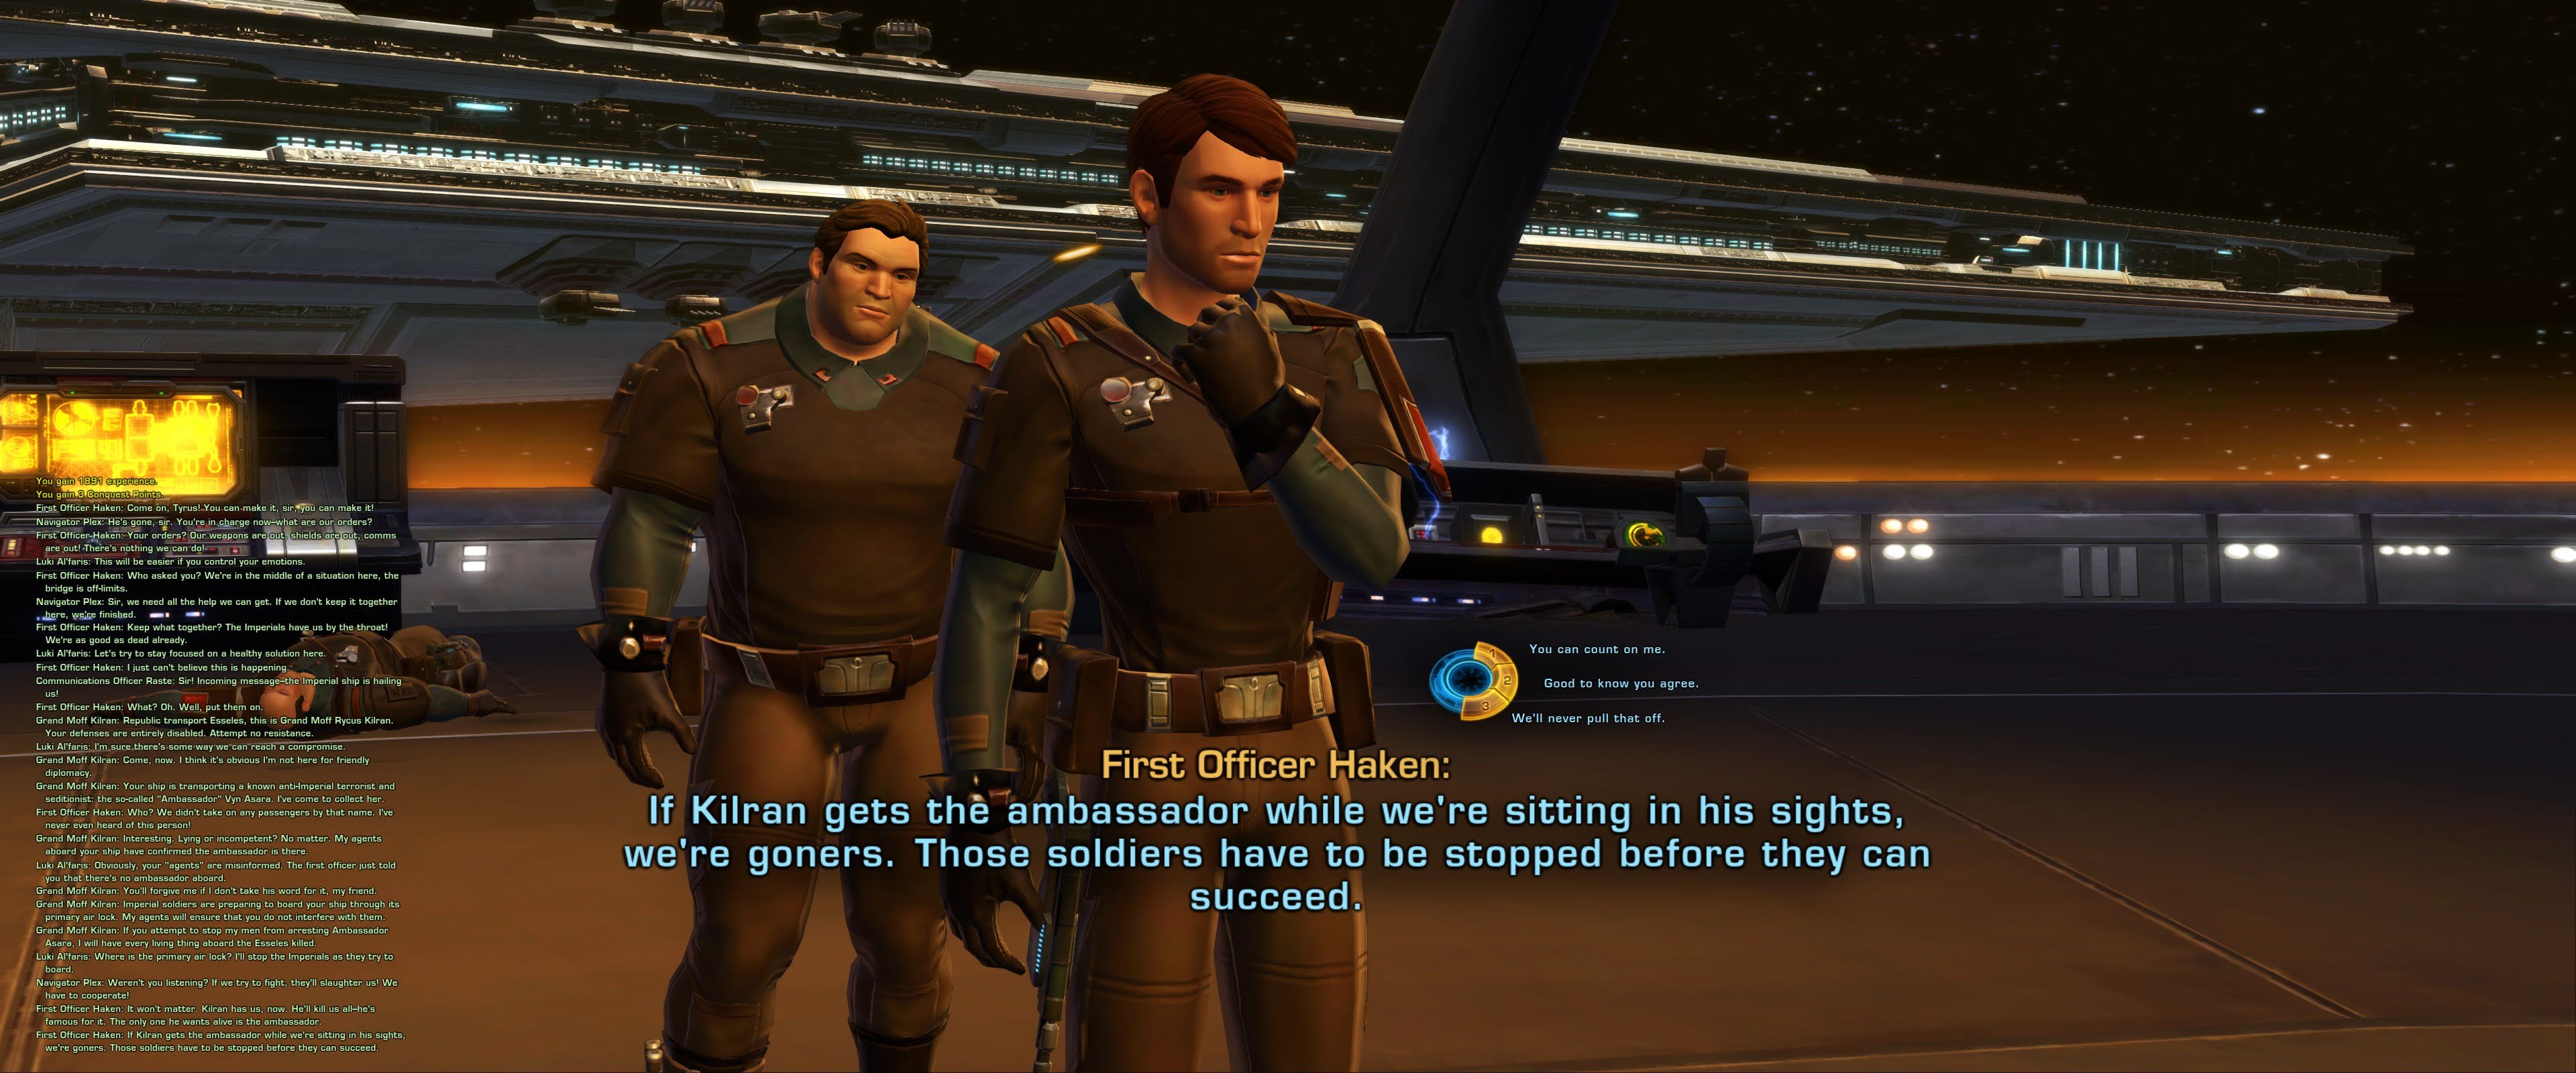 You gain 1891 experience.
You gain 3 Conquest Points.
First Officer Haken: Come on, Tyrus! You can make it, sir, you can make it!
Navigator Plex: He's gone, sir. You're in charge now--what are our orders?
First Officer Haken: Your orders? Our weapons are out, shields are out, comms
are out! There's nothing we can do!
Luki Al'faris: This will be easier if you control your emotions.
First Officer Haken: Who asked you? We're in the middle of a situation here, the
bridge is off-limits.
Navigator Plex: Sir, we need all the help we can get. If we don't keep it together
here, we're finished.
First Officer Haken: Keep what together? The Imperials have us by the throat!
We're as good as dead already.
Luki Al'faris: Let's try to stay focused on a healthy solution here.
First Officer Haken: I just can't believe this is happening.
Communications Officer Raste: Sir! Incoming message--the Imperial ship is hailing
us!
First Officer Haken: What? Oh. Well, put them on.
Grand Moff Kilran: Republic transport Esseles, this is Grand Moff Rycus Kilran.
Your defenses are entirely disabled. Attempt no resistance.
Luki Al'faris: I'm sure there's some way we can reach a compromise.
Grand Moff Kilran: Come, now. I think it's obvious I'm not here for friendly
diplomacy.
Grand Moff Kilran: Your ship is transporting a known anti-Imperial terrorist and
seditionist: the so-called "Ambassador" Vyn Asara. I've come to collect her.
First Officer Haken: Who? We didn't take on any passengers by that name. I've
never even heard of this person!
Grand Moff Kilran: Interesting. Lying or incompetent? No matter. My agents
aboard your ship have confirmed the ambassador is there.
Luki Al'faris: Obviously, your "agents" are misinformed. The first officer just told
you that there's no ambassador aboard.
Grand Moff Kilran: You'll forgive me if I don't take his word for it, my friend.
Grand Moff Kilran: Imperial soldiers are preparing to board your ship through its
primary air lock. My agents will ensure that you do not interfere with them.
Grand Moff Kilran: If you attempt to stop my men from arresting Ambassador
Asara, I will have every living thing aboard the Esseles killed.
Luki Al'faris: Where is the primary air lock? I'll stop the Imperials as they try to
board.
Navigator Plex: Weren't you listening? If we try to fight, they'll slaughter us! We
have to cooperate!
First Officer Haken: It won't matter. Kilran has us, now. He'll kill us all--he's
famous for it. The only one he wants alive is the ambassador.
First Officer Haken: If Kilran gets the ambassador while we're sitting in his sights,
we're goners. Those soldiers have to be stopped before they can succeed.
1 You can count on me.
2 Good to know you agree.
3 We'll never pull that off.
First Officer Haken:
If Kilran gets the ambassador while we're sitting in his sights,
we're goners. Those soldiers have to be stopped before they can
succeed.